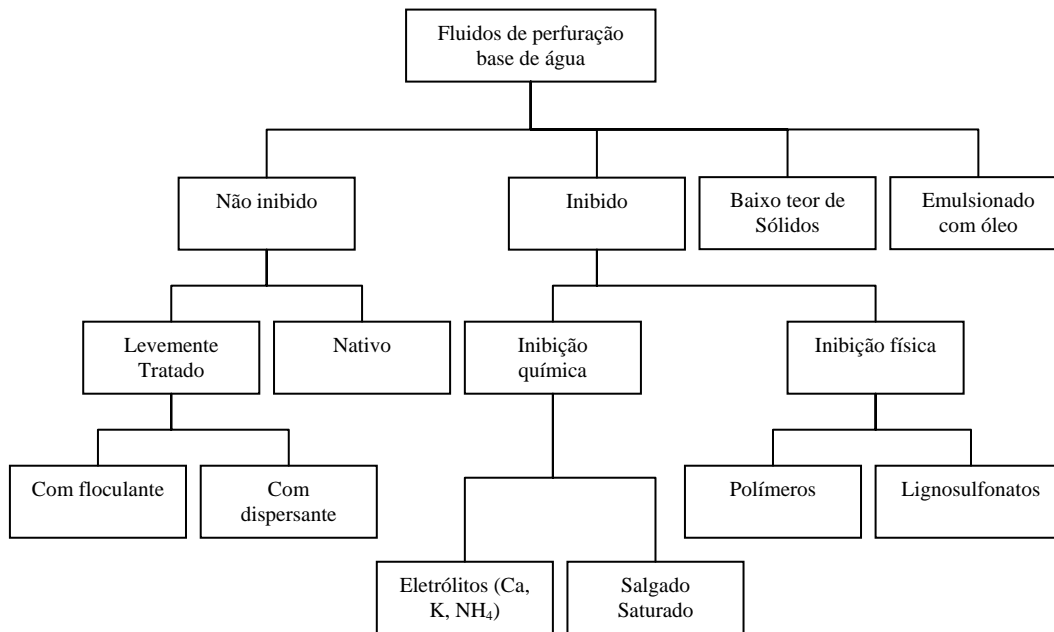 Fluidos de perfuração
base de água
Não inibido
Inibido
Baixo teor de
Sólidos
Emulsionado
com óleo
Levemente
Tratado
Nativo
Inibição
química
Inibição física
Com floculante
Com
dispersante
Polímeros
Lignosulfonatos
Eletrólitos (Ca,
K, NH₄)
Salgado
Saturado